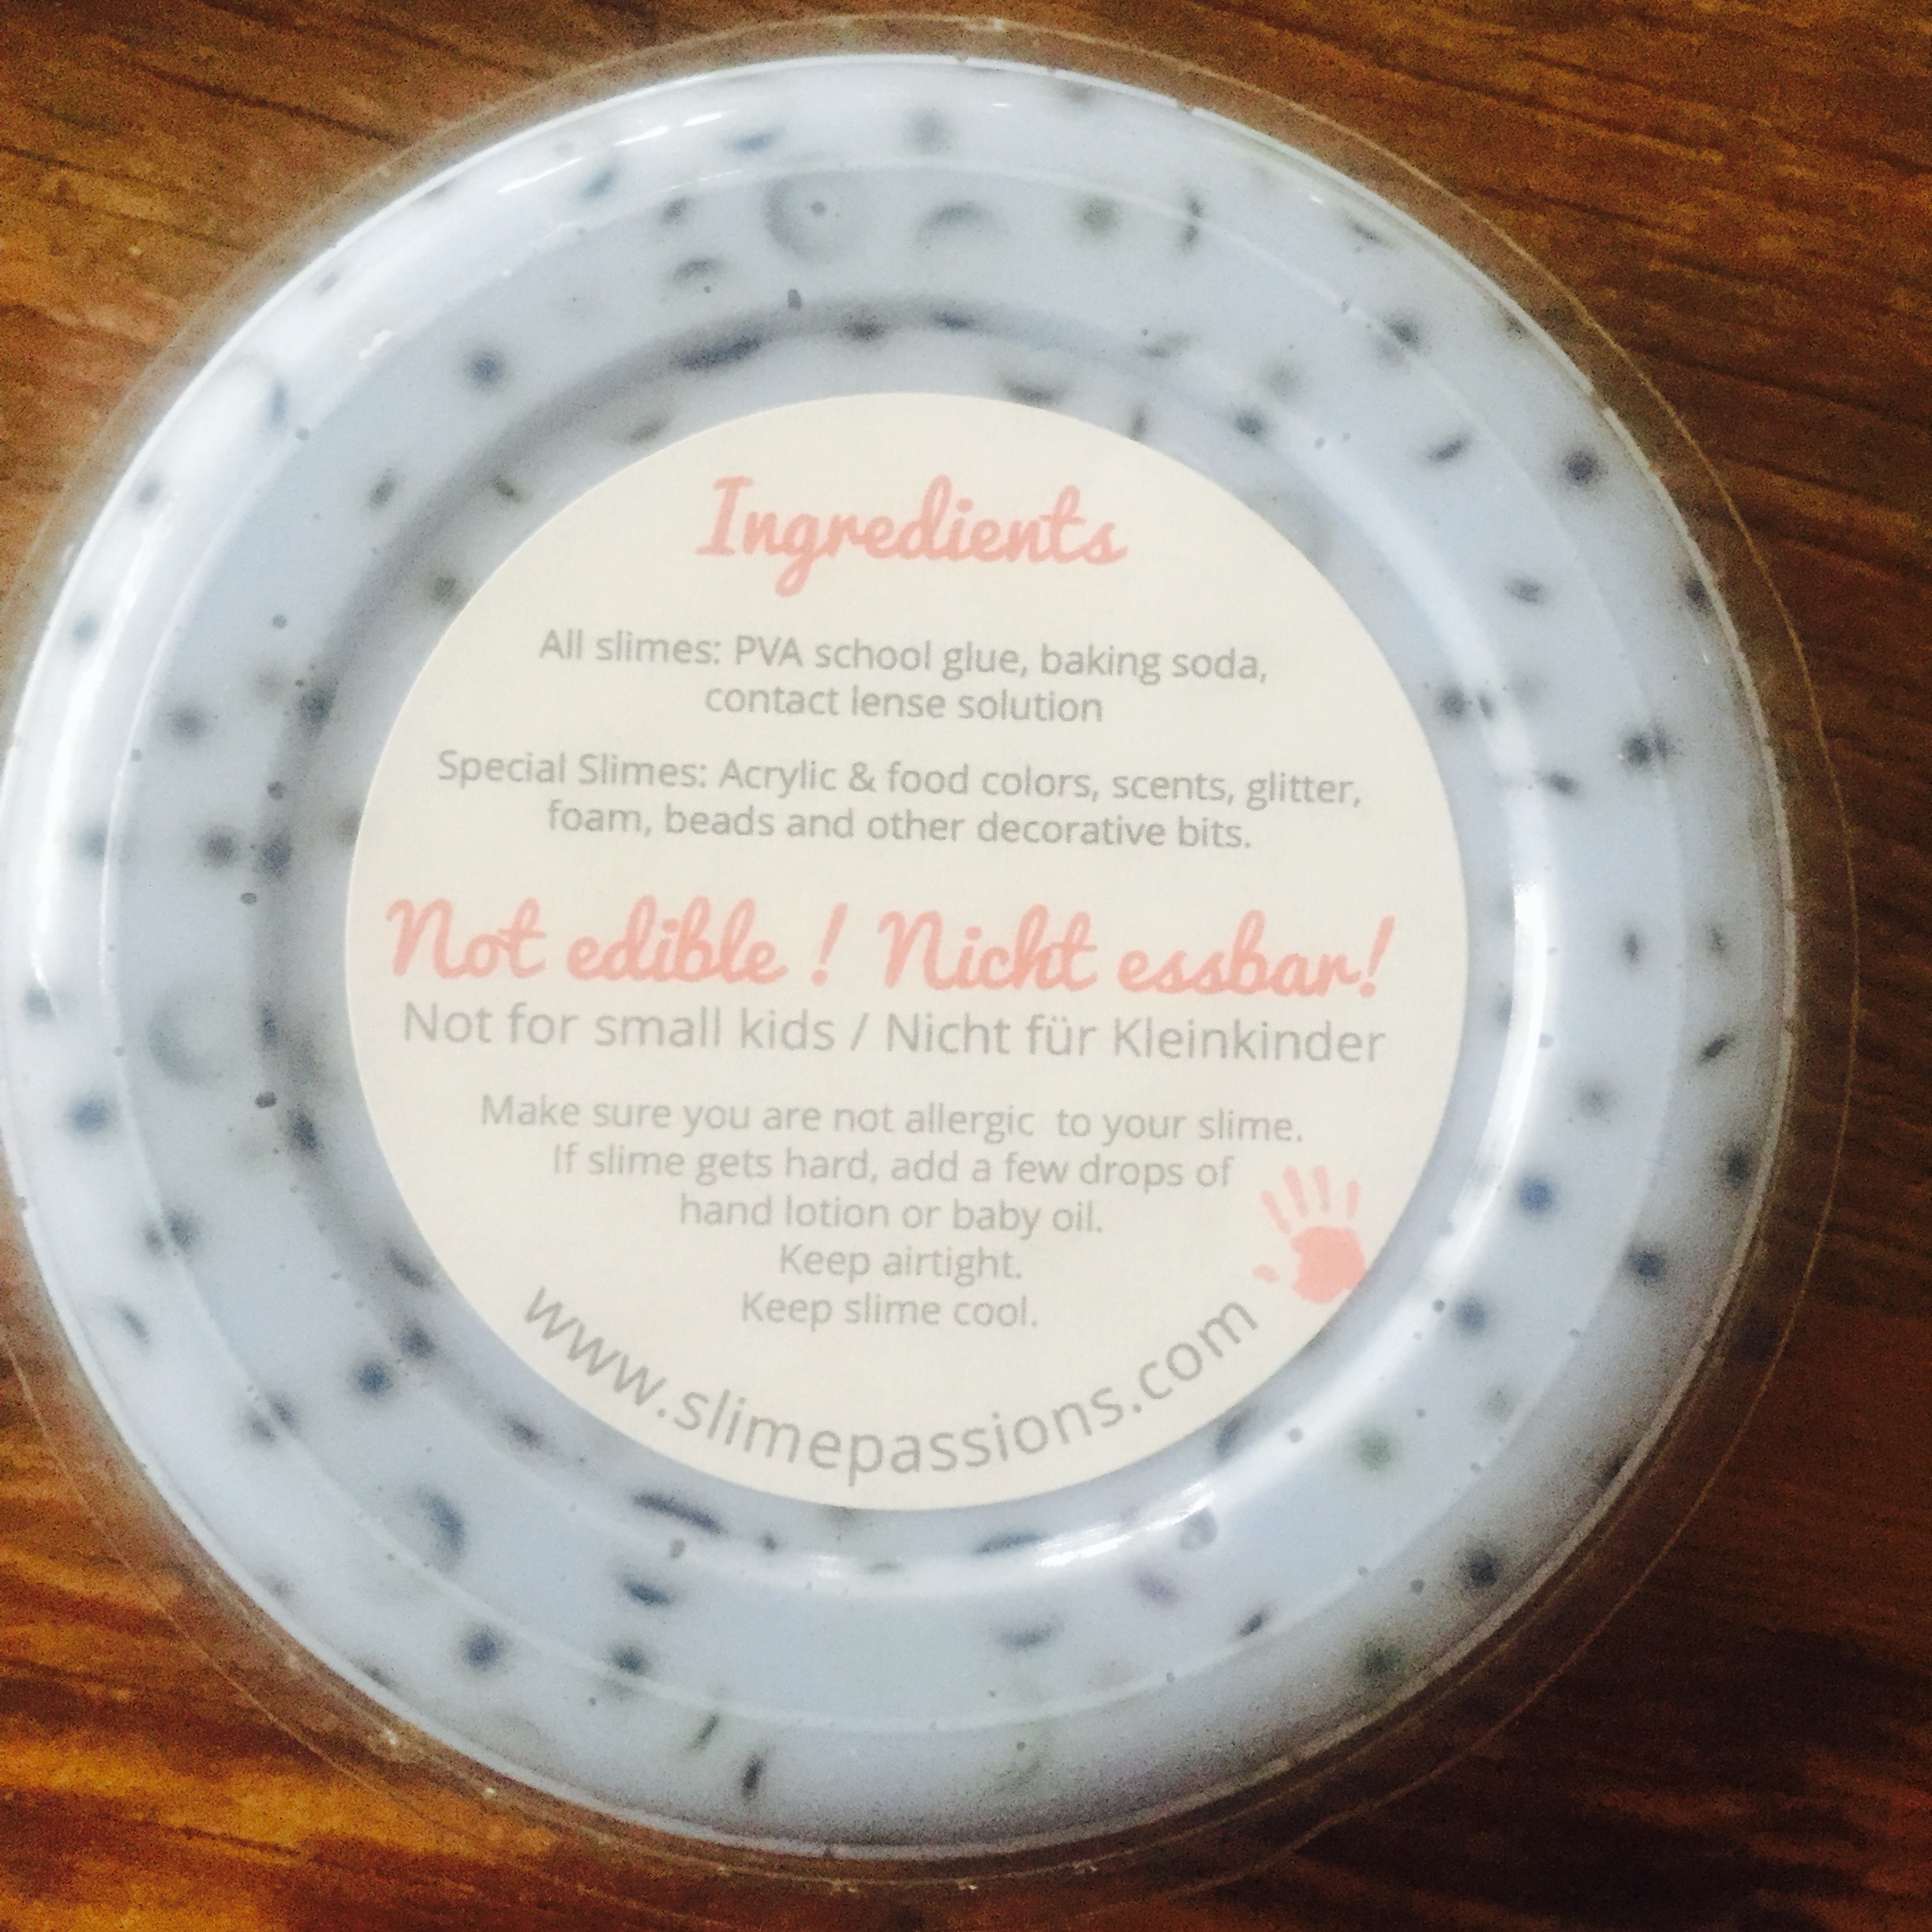 Ingredients
All slimes: PVA school glue, baking soda,
contact lense solution
Special Slimes: Acrylic & food colors, scents, glitter,
foam, beads and other decorative bits.
Not edible ! Nicht essbar!
Not for small kids / Nicht für Kleinkinder
Make sure you are not allergic to your slime.
If slime gets hard, add a few drops of
hand lotion or baby oil.
Keep airtight.
Keep slime cool.
www.slimepassions.com